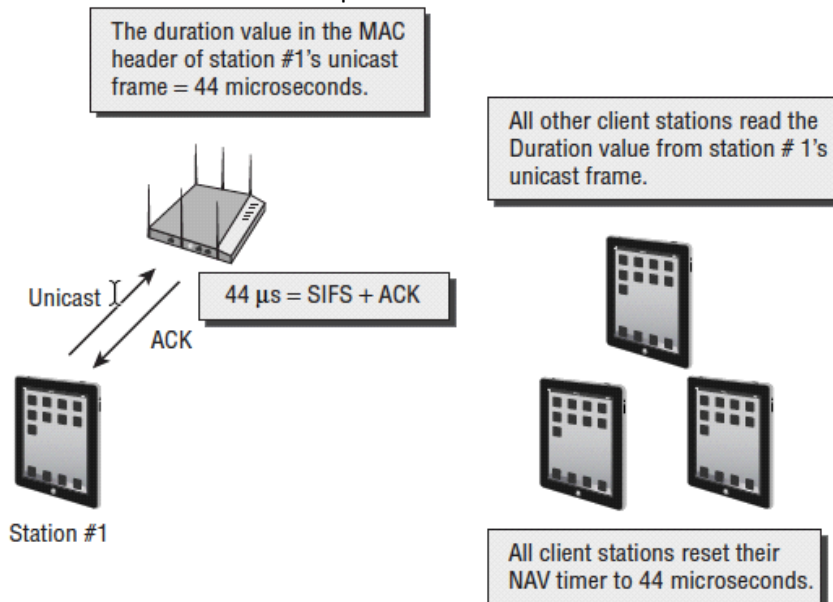 The duration value in the MAC
header of station #1's unicast
frame = 44 microseconds.
All other client stations read the
Duration value from station # 1's
unicast frame.
Unicast
44 µs = SIFS + ACK
ACK
Station #1
All client stations reset their
NAV timer to 44 microseconds.